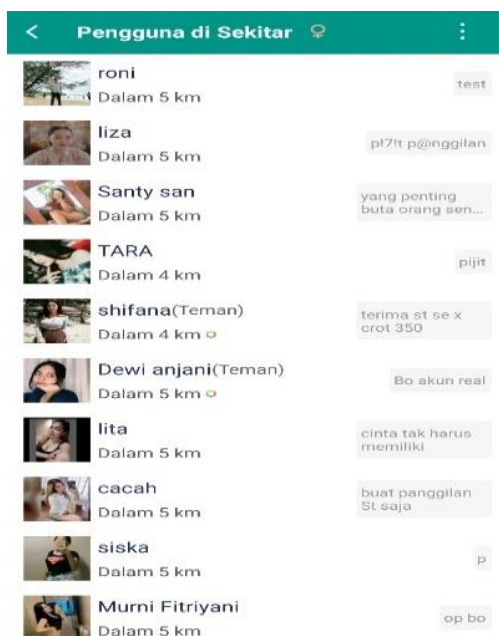 Pengguna di Sekitar
roni
Dalam 5 km
test
liza
Dalam 5 km
p!7!t p@nggilan
Santy san
Dalam 5 km
yang penting
buta orang sen...
TARA
Dalam 4 km
pijit
shifana(Teman)
Dalam 4 km
terima st se x
crot 350
Dewi anjani(Teman)
Dalam 5 km
Bo akun real
lita
Dalam 5 km
cinta tak harus
memiliki
cacah
Dalam 5 km
buat panggilan
St saja
siska
Dalam 5 km
p
Murni Fitriyani
Dalam 5 km
op bo